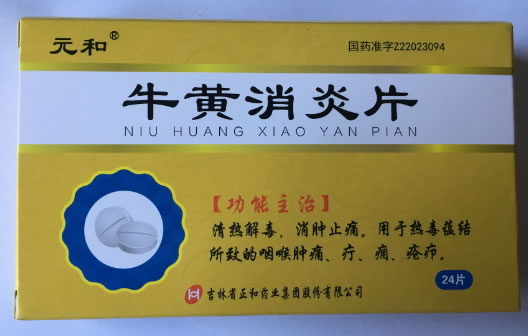 元和®
国药准字Z22023094
牛黄消炎片
NIU HUANG XIAO YAN PIAN
【功能主治】
清热解毒,消肿止痛。用于热毒蕴结
所致的咽喉肿痛、疔、痈、疮疖。
24片
吉林省正和药业集团股份有限公司